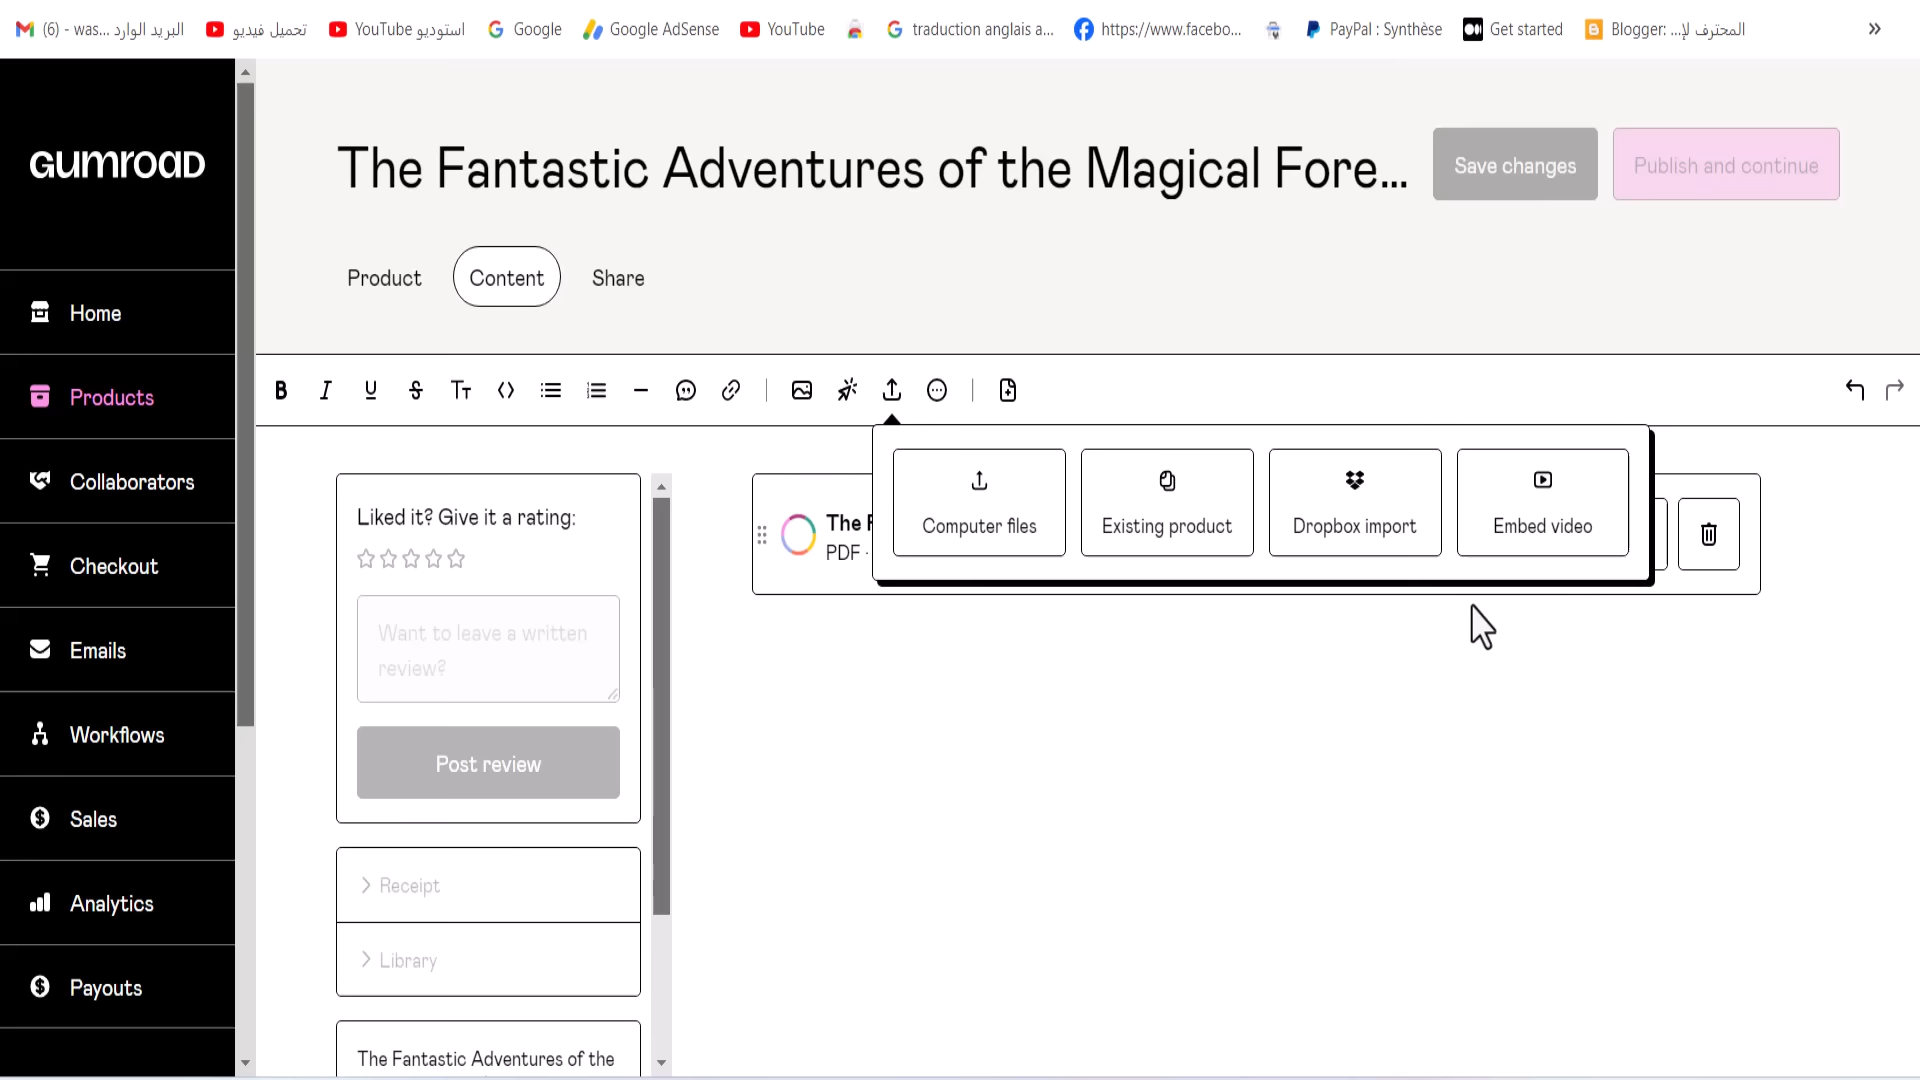 (6) - was... البريد الوارد
تحميل فيديو
YouTube استوديو
Google
Google AdSense
YouTube
traduction anglais a...
https://www.facebo...
PayPal : Synthèse
Get started
Blogger: ...المحترف لإ
GUMROAD
The Fantastic Adventures of the Magical Fore...
Save changes
Publish and continue
Product
Content
Share
Home
Products
Collaborators
Checkout
Emails
Workflows
Sales
Analytics
Payouts
Computer files
Existing product
Dropbox import
Embed video
The F
PDF ·
Liked it? Give it a rating:
Want to leave a written
review?
Post review
Receipt
Library
The Fantastic Adventures of the